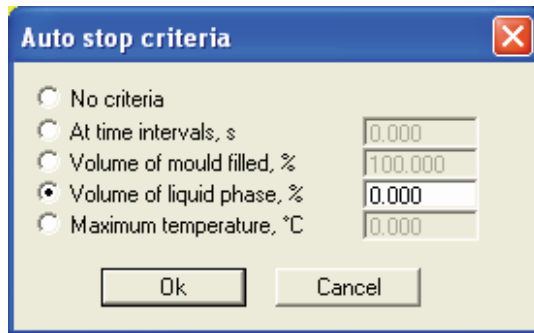 Auto stop criteria
No criteria
At time intervals, s 0.000
Volume of mould filled, % 100.000
Volume of liquid phase, % 0.000
Maximum temperature, °C 0.000
Ok Cancel